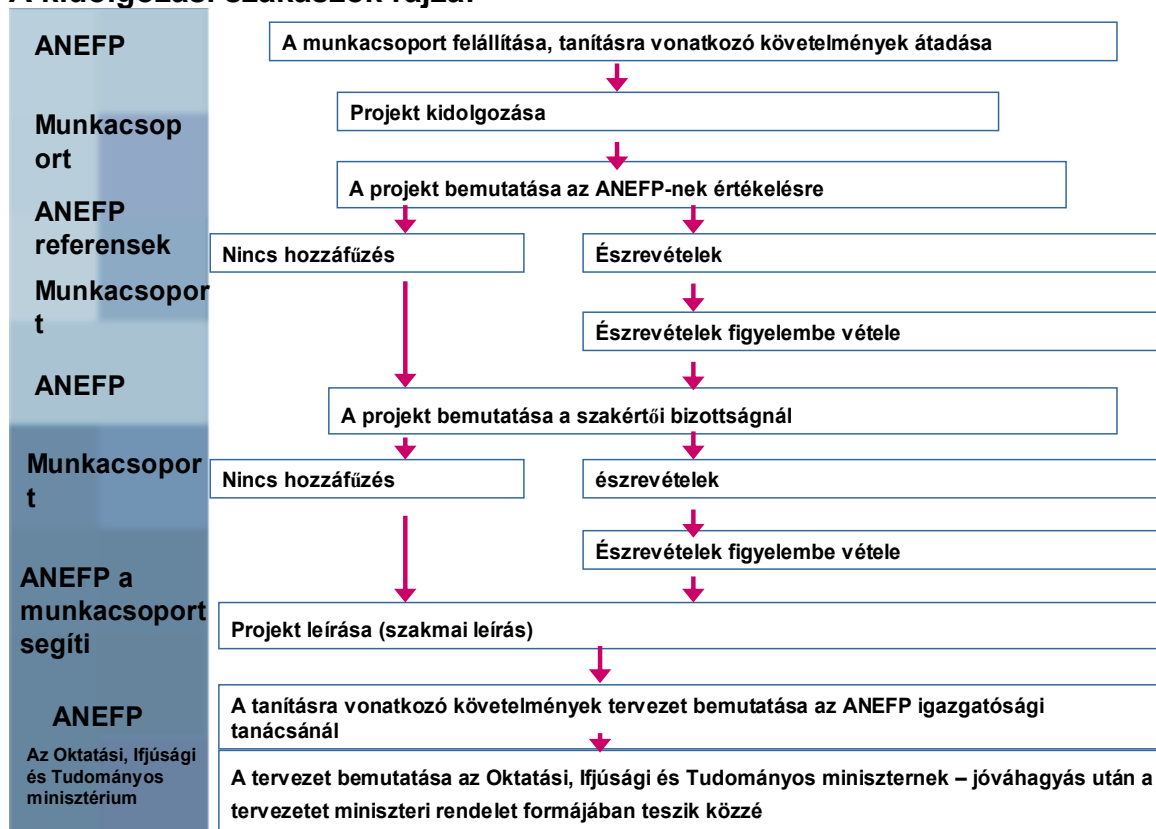 ANEFP
A munkacsoport felállítása, tanításra vonatkozó követelmények átadása
Munkacsop
ort
Projekt kidolgozása
A projekt bemutatása az ANEFP-nek értékelésre
ANEFP
referensek
Nincs hozzáfűzés
Észrevételek
Munkacsopor
t
Észrevételek figyelembe vétele
ANEFP
A projekt bemutatása a szakértői bizottságnál
Munkacsopor
t
Nincs hozzáfűzés
észrevételek
Észrevételek figyelembe vétele
ANEFP a
munkacsoport
segíti
Projekt leírása (szakmai leírás)
ANEFP
A tanításra vonatkozó követelmények tervezet bemutatása az ANEFP igazgatósági
tanácsánál
Az Oktatási, Ifjúsági
és Tudományos
minisztérium
A tervezet bemutatása az Oktatási, Ifjúsági és Tudományos miniszternek – jóváhagyás után a
tervezetet miniszteri rendelet formájában teszik közzé